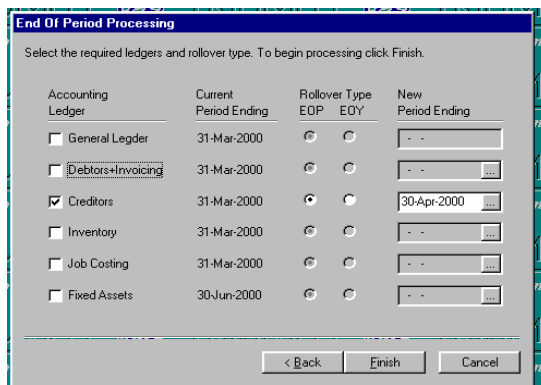 End Of Period Processing
Select the required ledgers and rollover type. To begin processing click Finish.
Accounting Current Rollover Type New
Ledger Period Ending EOP EOY Period Ending
General Legder 31-Mar-2000 - -
Debtors+Invoicing 31-Mar-2000 - - ...
Creditors 31-Mar-2000 30-Apr-2000 ...
Inventory 31-Mar-2000 - - ...
Job Costing 31-Mar-2000 - - ...
Fixed Assets 30-Jun-2000 - - ...
< Back Finish Cancel